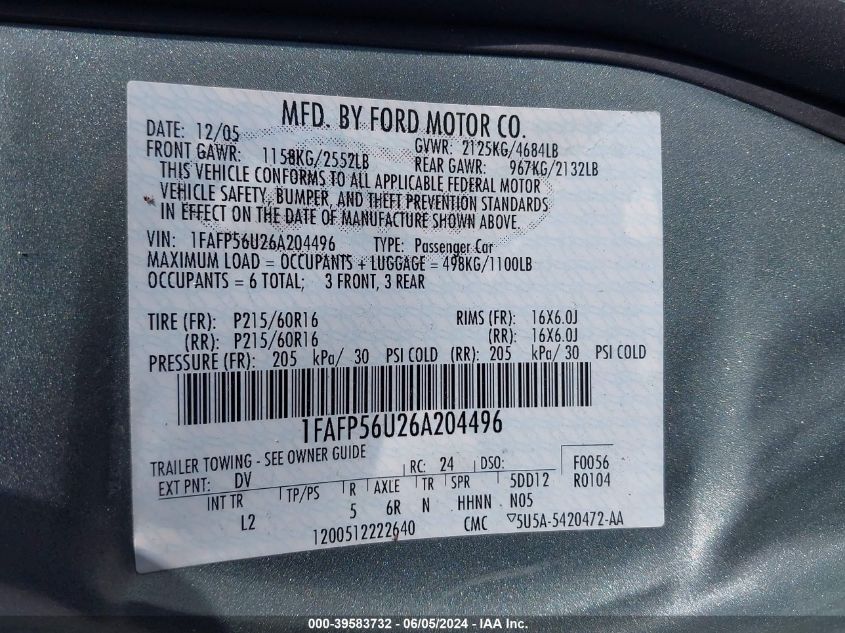 MFD. BY FORD MOTOR CO.
DATE: 12/05 GVWR: 2125KG/4684LB
FRONT GAWR: 1158KG/2552LB REAR GAWR: 967KG/2132LB
THIS VEHICLE CONFORMS TO ALL APPLICABLE FEDERAL MOTOR
VEHICLE SAFETY, BUMPER, AND THEFT PREVENTION STANDARDS
IN EFFECT ON THE DATE OF MANUFACTURE SHOWN ABOVE.
VIN: 1FAFP56U26A204496 TYPE: Passenger Car
MAXIMUM LOAD = OCCUPANTS + LUGGAGE = 498KG/1100LB
OCCUPANTS = 6 TOTAL; 3 FRONT, 3 REAR
TIRE (FR): P215/60R16 RIMS (FR): 16X6.0J
(RR): P215/60R16 (RR): 16X6.0J
PRESSURE (FR): 205 kPa/ 30 PSI COLD (RR): 205 kPa/ 30 PSI COLD
1FAFP56U26A204496
TRAILER TOWING - SEE OWNER GUIDE
EXT PNT: DV RC: 24 DSO: F0056
INT TR TP/PS R AXLE TR SPR 5DD12 R0104
L2 5 6R N HHNN N05
1200512222640 CMC ▽5U5A-5420472-AA
000-39583732 - 06/05/2024 - IAA Inc.